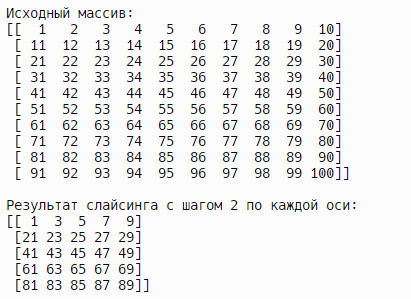 Исходный массив:
[[  1   2   3   4   5   6   7   8   9  10]
 [ 11  12  13  14  15  16  17  18  19  20]
 [ 21  22  23  24  25  26  27  28  29  30]
 [ 31  32  33  34  35  36  37  38  39  40]
 [ 41  42  43  44  45  46  47  48  49  50]
 [ 51  52  53  54  55  56  57  58  59  60]
 [ 61  62  63  64  65  66  67  68  69  70]
 [ 71  72  73  74  75  76  77  78  79  80]
 [ 81  82  83  84  85  86  87  88  89  90]
 [ 91  92  93  94  95  96  97  98  99 100]]
Результат слайсинга с шагом 2 по каждой оси:
[[ 1  3  5  7  9]
 [21 23 25 27 29]
 [41 43 45 47 49]
 [61 63 65 67 69]
 [81 83 85 87 89]]